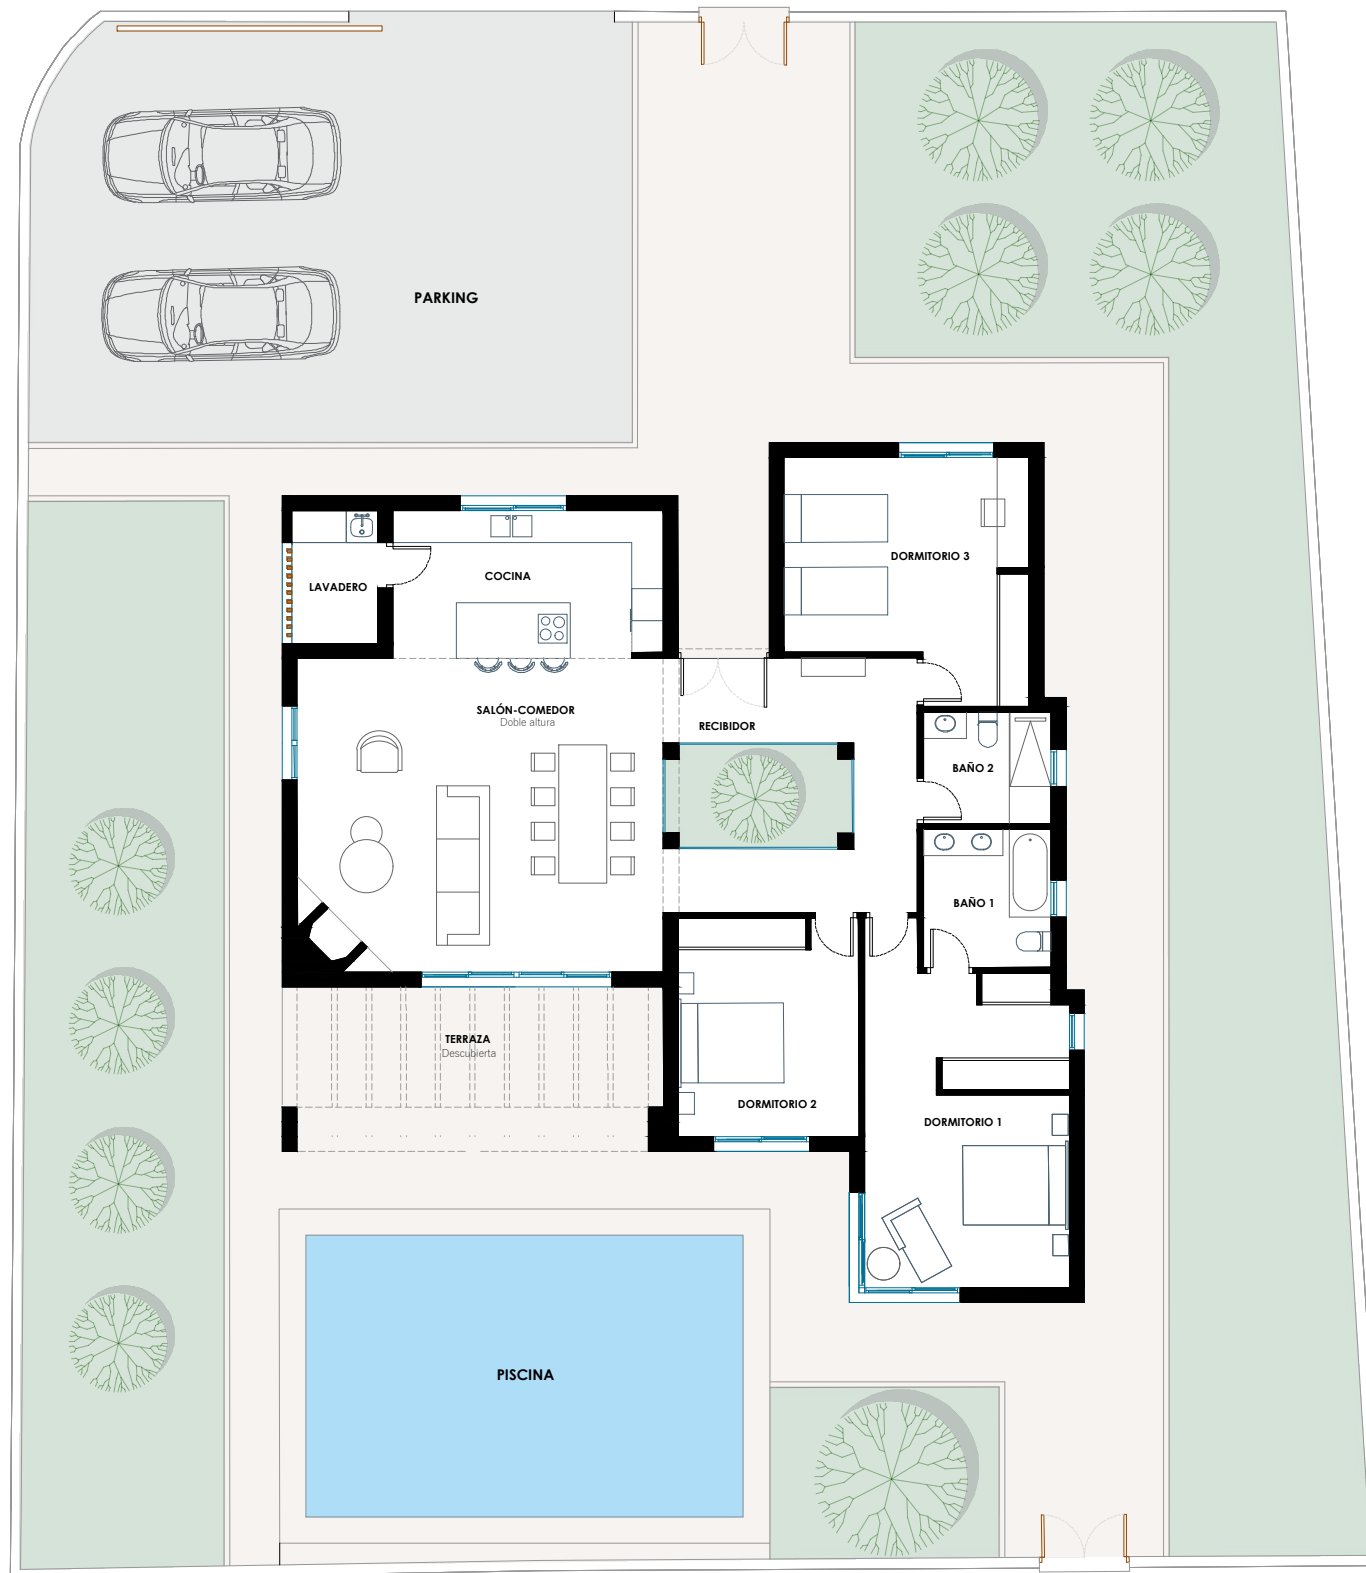 PARKING
DORMITORIO 3
COCINA
LAVADERO
SALÓN-COMEDOR
Doble altura
RECIBIDOR
BAÑO 2
BAÑO 1
TERRAZA
Descubierta
DORMITORIO 2
DORMITORIO 1
PISCINA